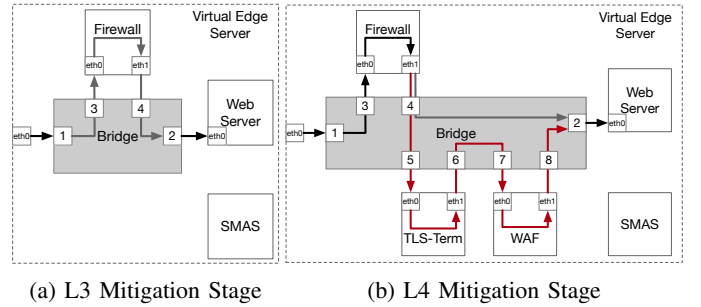 Virtual Edge
Server
Firewall
eth0
eth1
3
4
Bridge
eth0
1
2
eth0
Web
Server
SMAS
(a) L3 Mitigation Stage
Virtual Edge
Server
Firewall
eth0
eth1
3
4
Bridge
eth0
1
2
eth0
Web
Server
5
6
7
8
eth0
eth1
TLS-Term
eth0
eth1
WAF
SMAS
(b) L4 Mitigation Stage